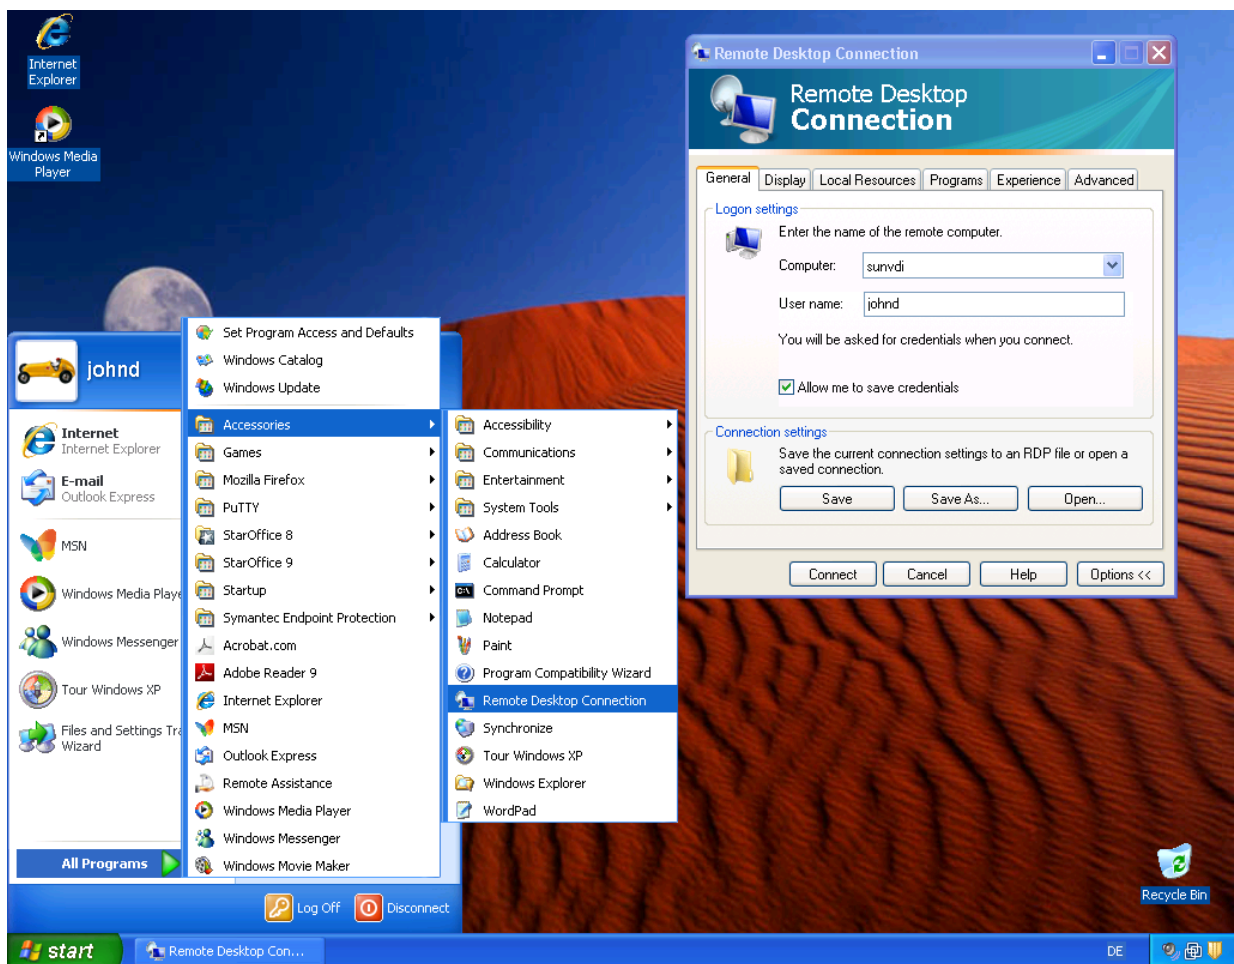 Internet
Explorer
Windows Media
Player
Remote Desktop Connection
Remote Desktop
Connection
General
Display
Local Resources
Programs
Experience
Advanced
Logon settings
Enter the name of the remote computer.
Computer:
sunvdi
User name:
johnd
You will be asked for credentials when you connect.
Allow me to save credentials
Connection settings
Save the current connection settings to an RDP file or open a
saved connection.
Save
Save As...
Open...
Connect
Cancel
Help
Options <<
johnd
Internet
Internet Explorer
E-mail
Outlook Express
MSN
Windows Media Playe
Windows Messenger
Tour Windows XP
Files and Settings Tra
Wizard
All Programs
Set Program Access and Defaults
Windows Catalog
Windows Update
Accessories
Games
Mozilla Firefox
PuTTY
StarOffice 8
StarOffice 9
Startup
Symantec Endpoint Protection
Acrobat.com
Adobe Reader 9
Internet Explorer
MSN
Outlook Express
Remote Assistance
Windows Media Player
Windows Messenger
Windows Movie Maker
Accessibility
Communications
Entertainment
System Tools
Address Book
Calculator
Command Prompt
Notepad
Paint
Program Compatibility Wizard
Remote Desktop Connection
Synchronize
Tour Windows XP
Windows Explorer
WordPad
Log Off
Disconnect
Recycle Bin
start
Remote Desktop Con...
DE